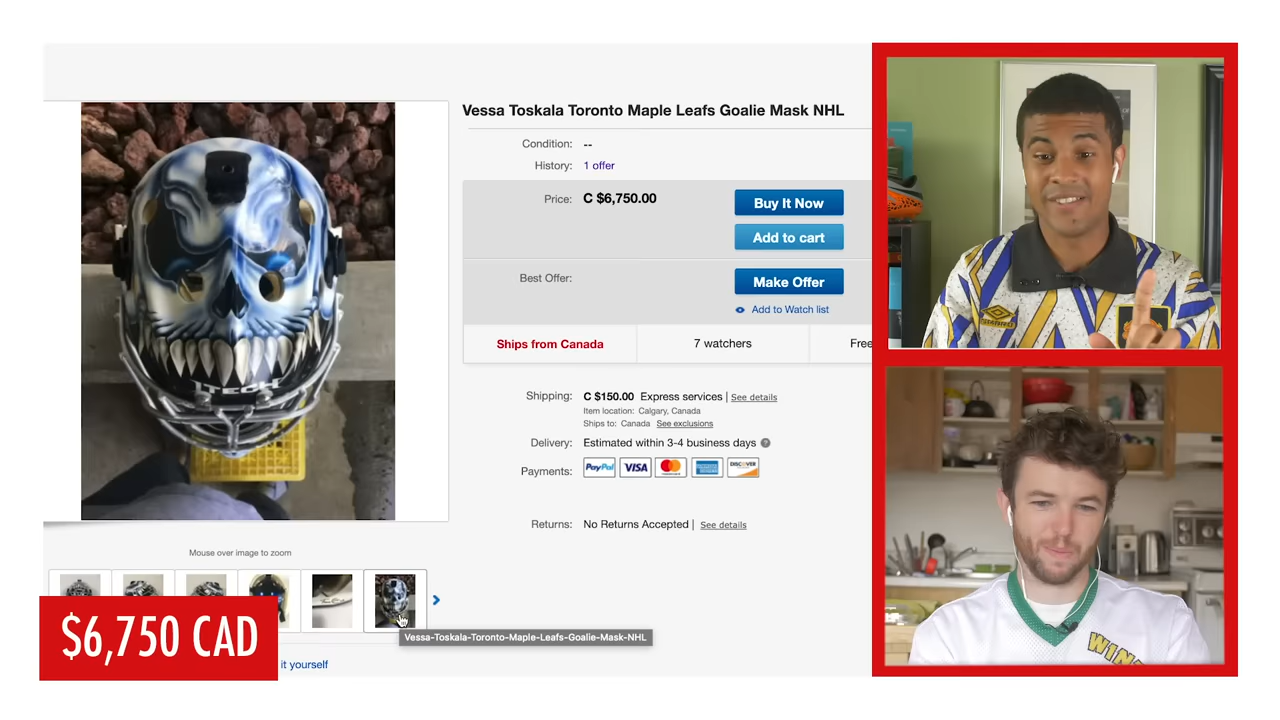 Vessa Toskala Toronto Maple Leafs Goalie Mask NHL
Condition: --
History: 1 offer
Price: C $6,750.00
Buy It Now
Add to cart
Best Offer:
Make Offer
Add to Watch list
Ships from Canada
7 watchers
Free
Shipping: C $150.00 Express services | See details
Item location: Calgary, Canada
Ships to: Canada See exclusions
Delivery: Estimated within 3-4 business days ?
Payments: PayPal VISA
DISCOVER
Returns: No Returns Accepted | See details
ITECH
Mouse over image to zoom
Vessa-Toskala-Toronto-Maple-Leafs-Goalie-Mask-NHL
it yourself
$6,750 CAD
WIN